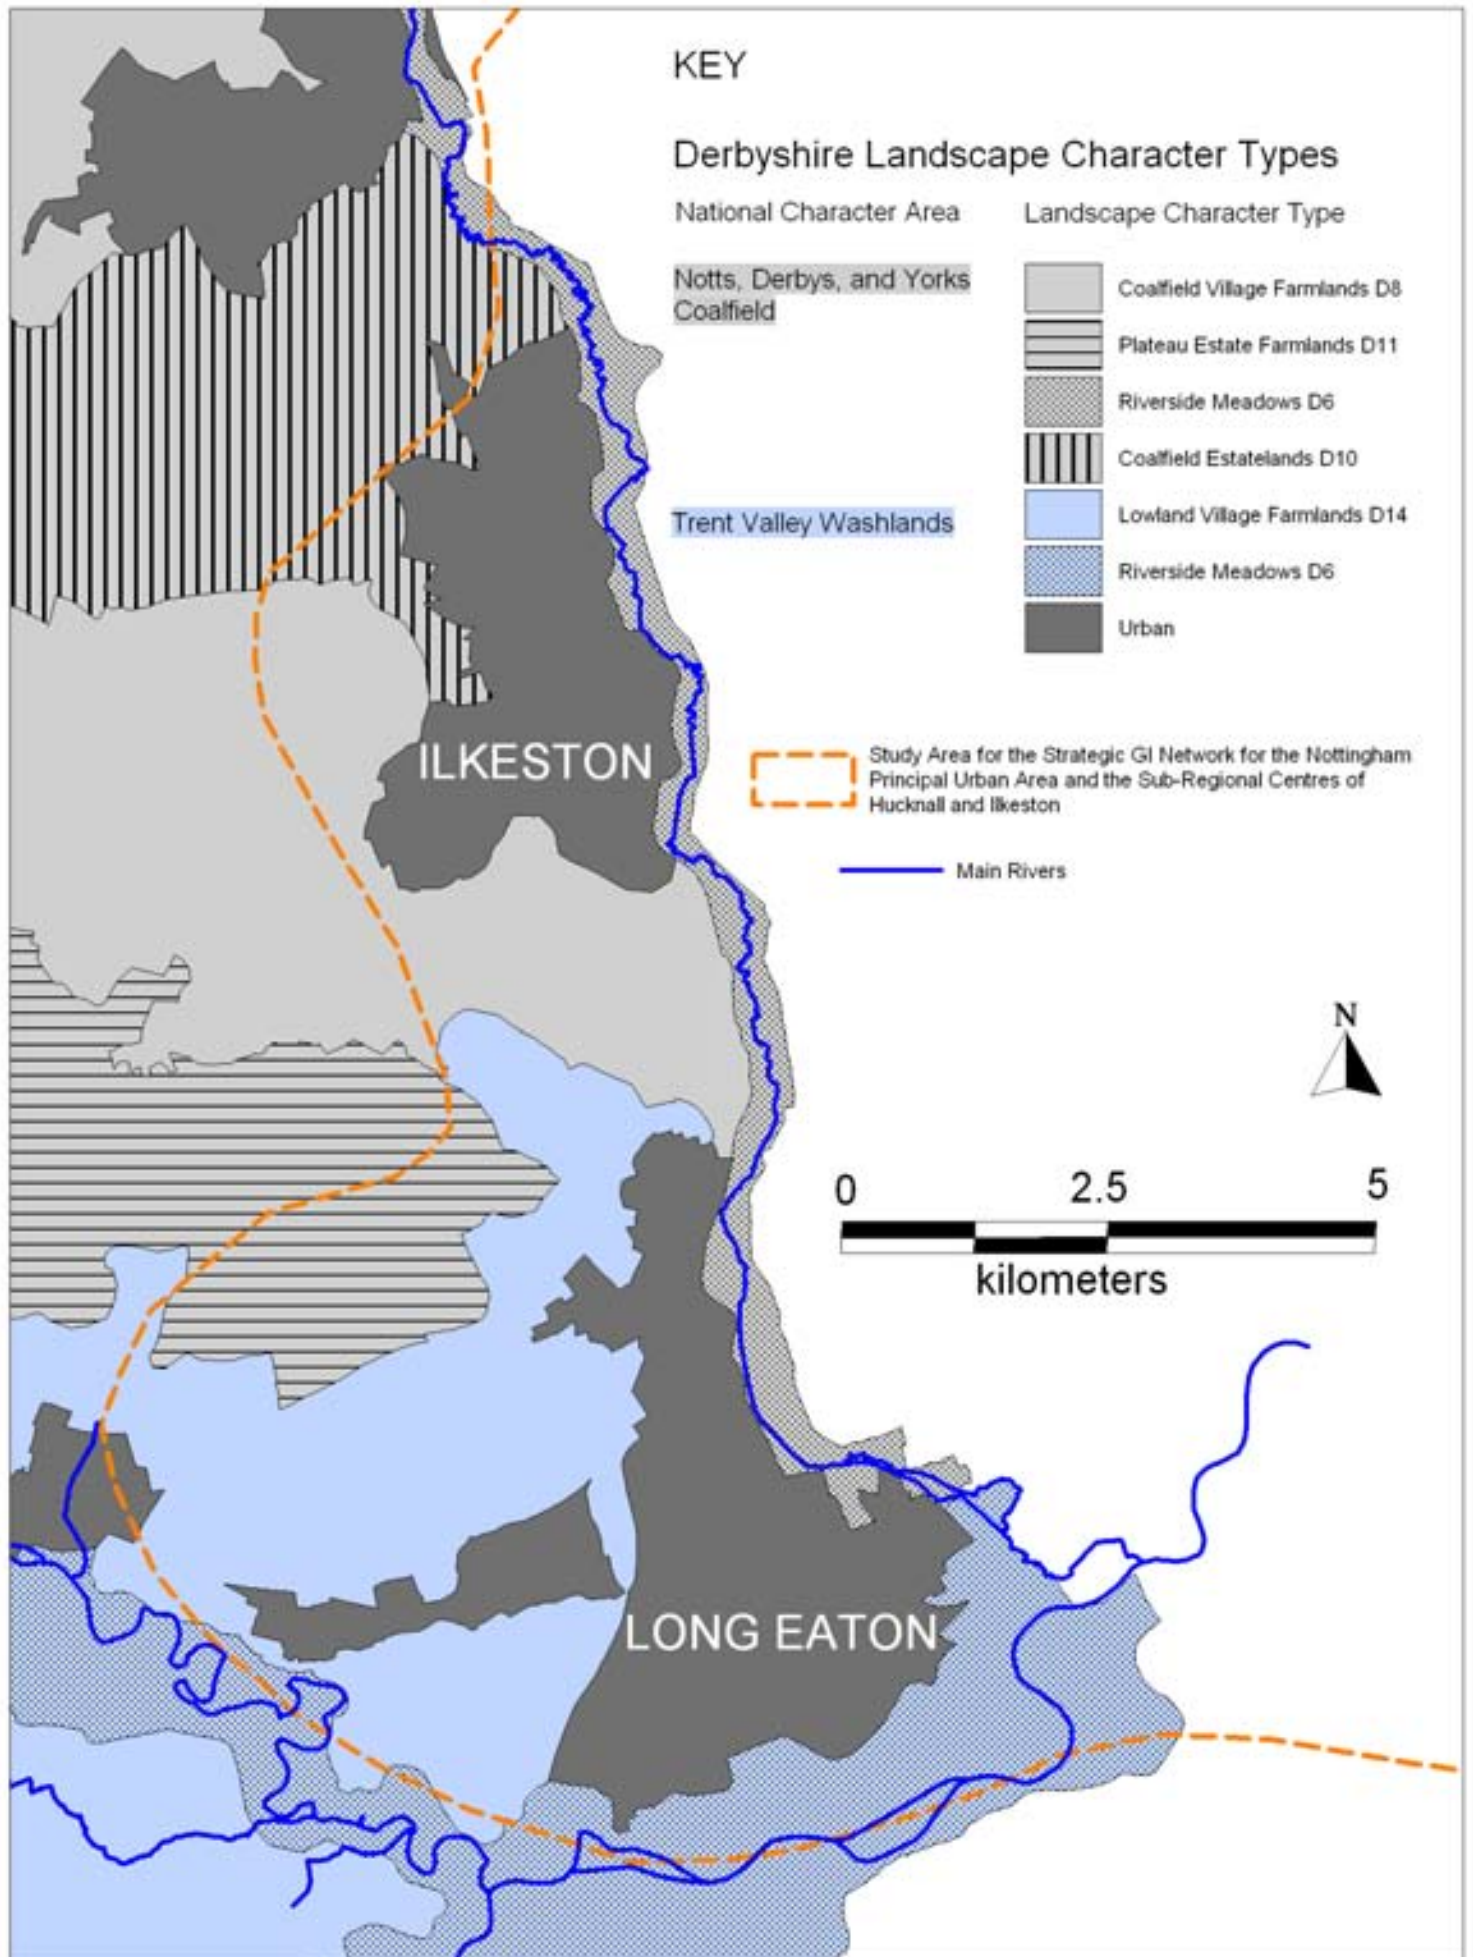 KEY
Derbyshire Landscape Character Types
National Character Area
Landscape Character Type
Notts, Derbys, and Yorks
Coalfield
Coalfield Village Farmlands D8
Plateau Estate Farmlands D11
Riverside Meadows D6
Coalfield Estatelands D10
Trent Valley Washlands
Lowland Village Farmlands D14
Riverside Meadows D6
Urban
Study Area for the Strategic GI Network for the Nottingham
Principal Urban Area and the Sub-Regional Centres of
Hucknall and Ilkeston
Main Rivers
ILKESTON
N
0 2.5 5
kilometers
LONG EATON